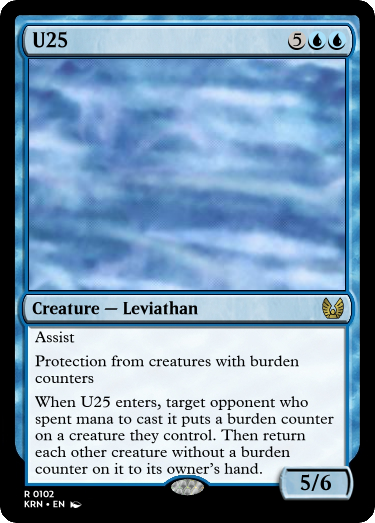 U25 5
Creature — Leviathan
Assist
Protection from creatures with burden
counters
When U25 enters, target opponent who
spent mana to cast it puts a burden counter
on a creature they control. Then return
each other creature without a burden
counter on it to its owner's hand.
5/6
R 0102
KRN • EN